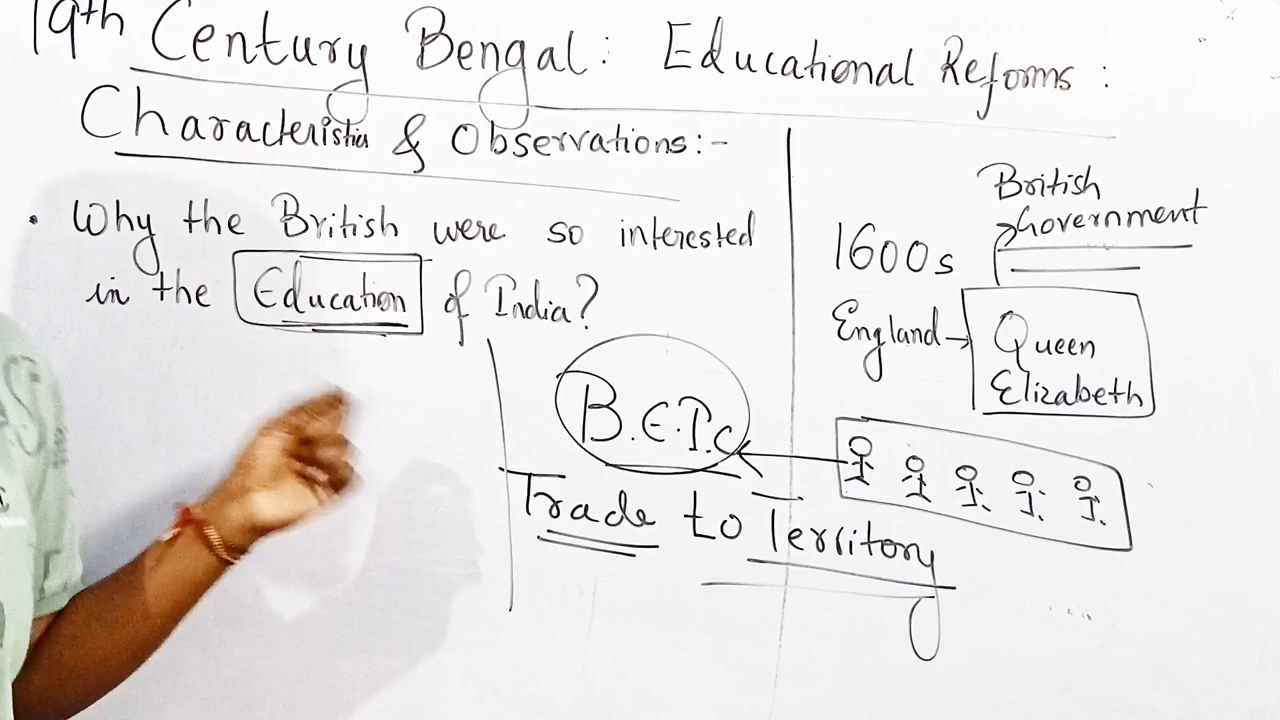 19th Century Bengal: Educational Reforms:
Characteristics & Observations:-
• Why the British were so interested
in the Education of India?
B.E.I.C
Trade to Territory
British
Government
1600s
England→ Queen
Elizabeth